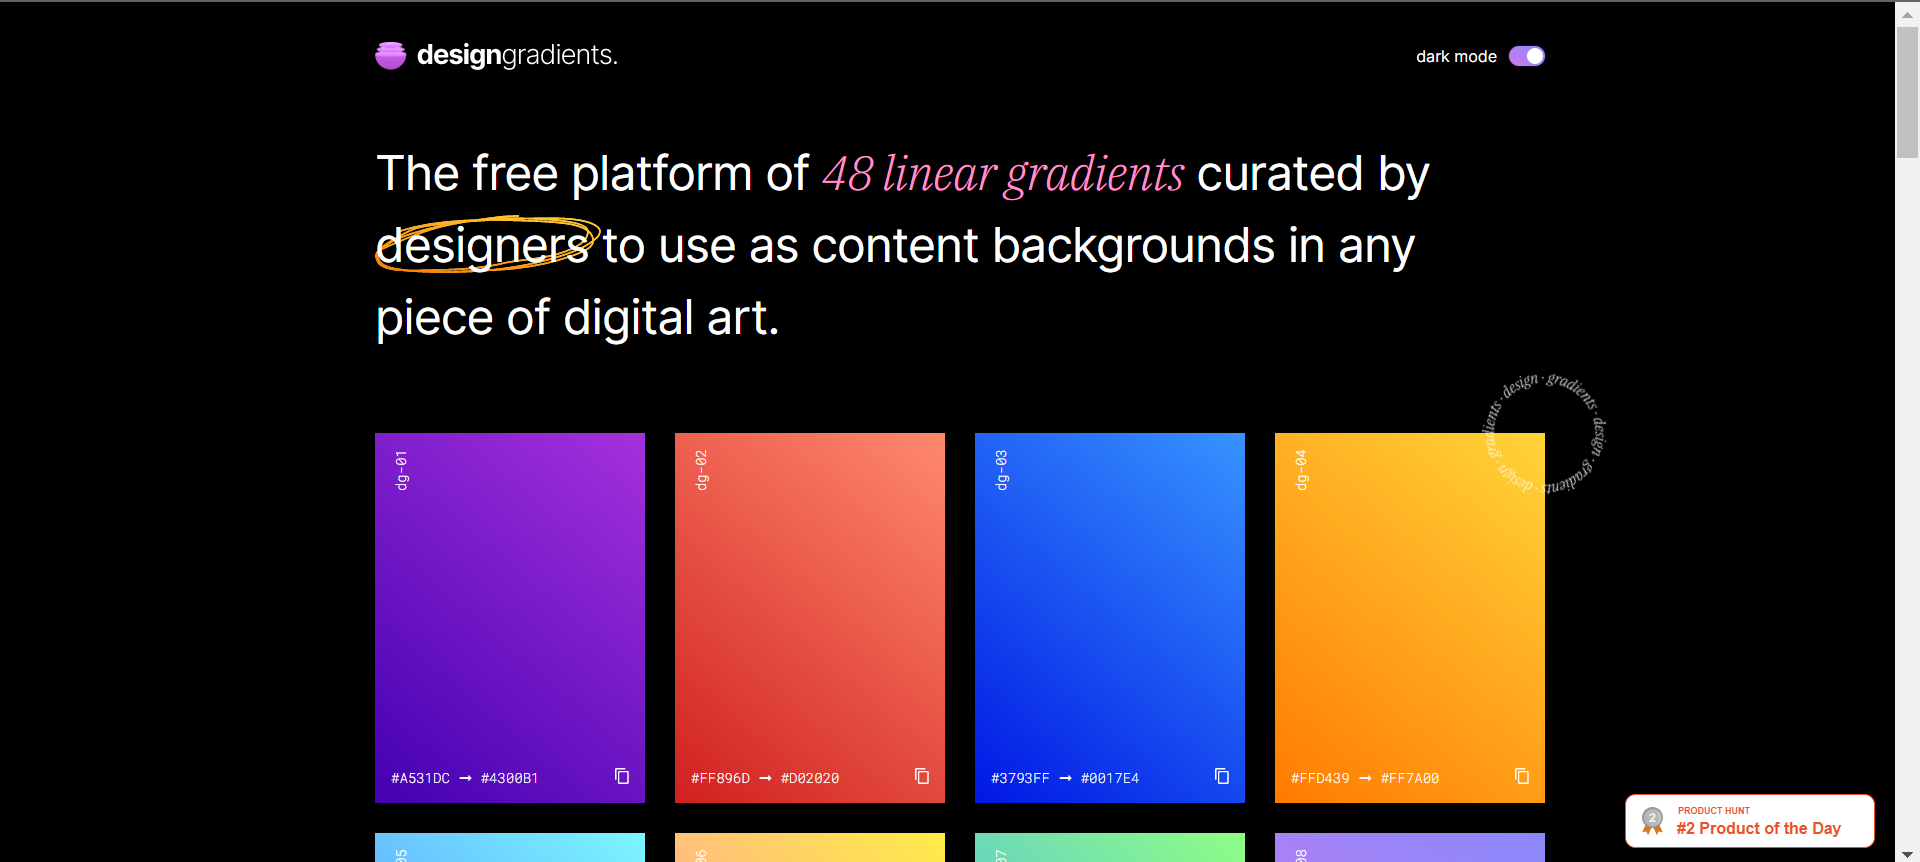 designgradients.
dark mode
The free platform of 48 linear gradients curated by
designers to use as content backgrounds in any
piece of digital art.
design · gradients · design · gradients · design · gradients ·
dg-01
dg-02
dg-03
dg-04
#A531DC → #4300B1
#FF896D → #D02020
#3793FF → #0017E4
#FFD439 → #FF7A00
05
06
07
08
2
PRODUCT HUNT
#2 Product of the Day